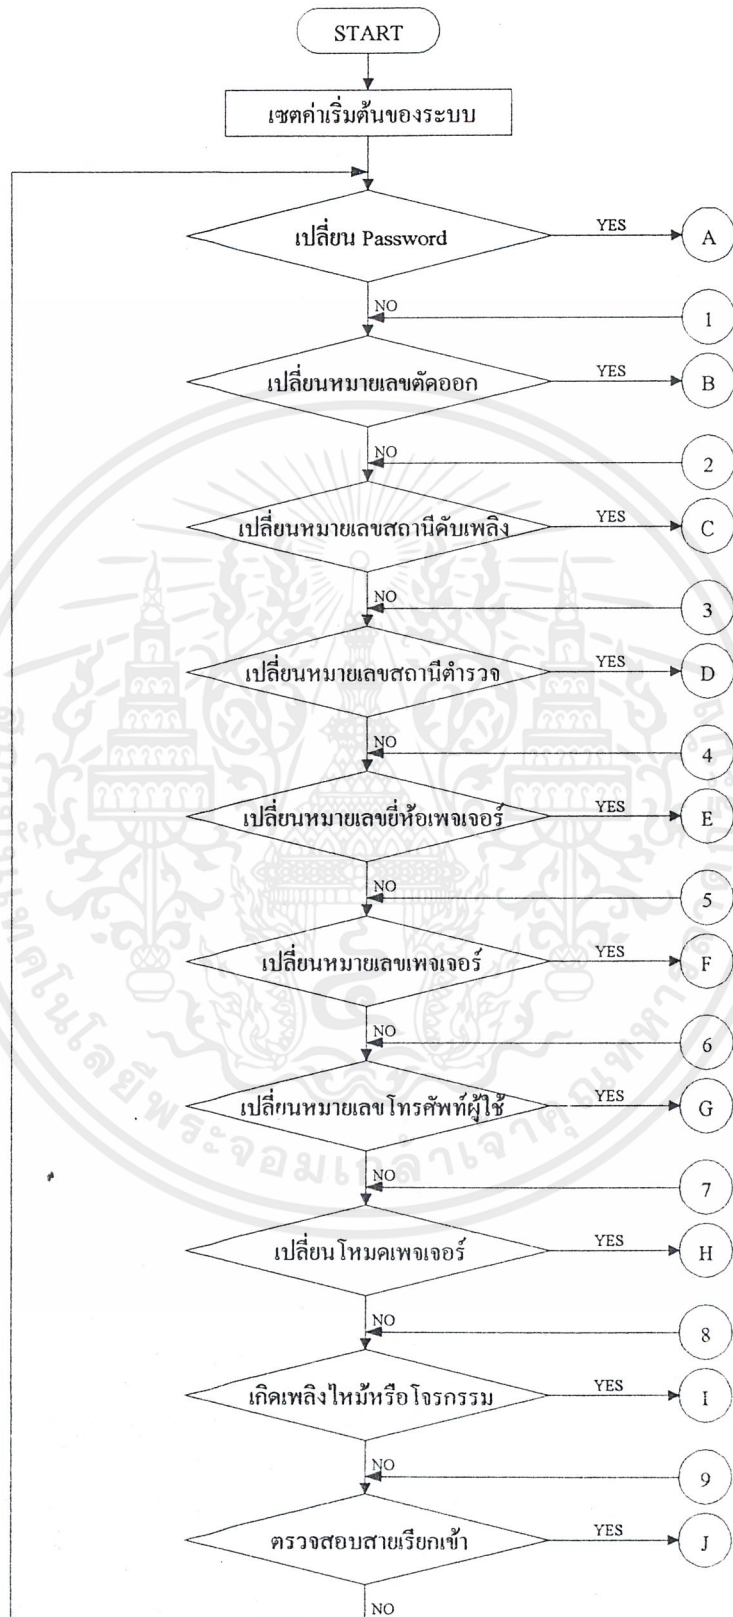 START
เซตค่าเริ่มต้นของระบบ
เปลี่ยน Password
YES
A
NO
1
เปลี่ยนหมายเลขตัดออก
YES
B
NO
2
เปลี่ยนหมายเลขสถานีดับเพลิง
YES
C
NO
3
เปลี่ยนหมายเลขสถานีตำรวจ
YES
D
NO
4
เปลี่ยนหมายเลขยี่ห้อเพจเจอร์
YES
E
NO
5
เปลี่ยนหมายเลขเพจเจอร์
YES
F
NO
6
เปลี่ยนหมายเลขโทรศัพท์ผู้ใช้
YES
G
NO
7
เปลี่ยนโหมดเพจเจอร์
YES
H
NO
8
เกิดเพลิงไหม้หรือโจรกรรม
YES
I
NO
9
ตรวจสอบสายเรียกเข้า
YES
J
NO